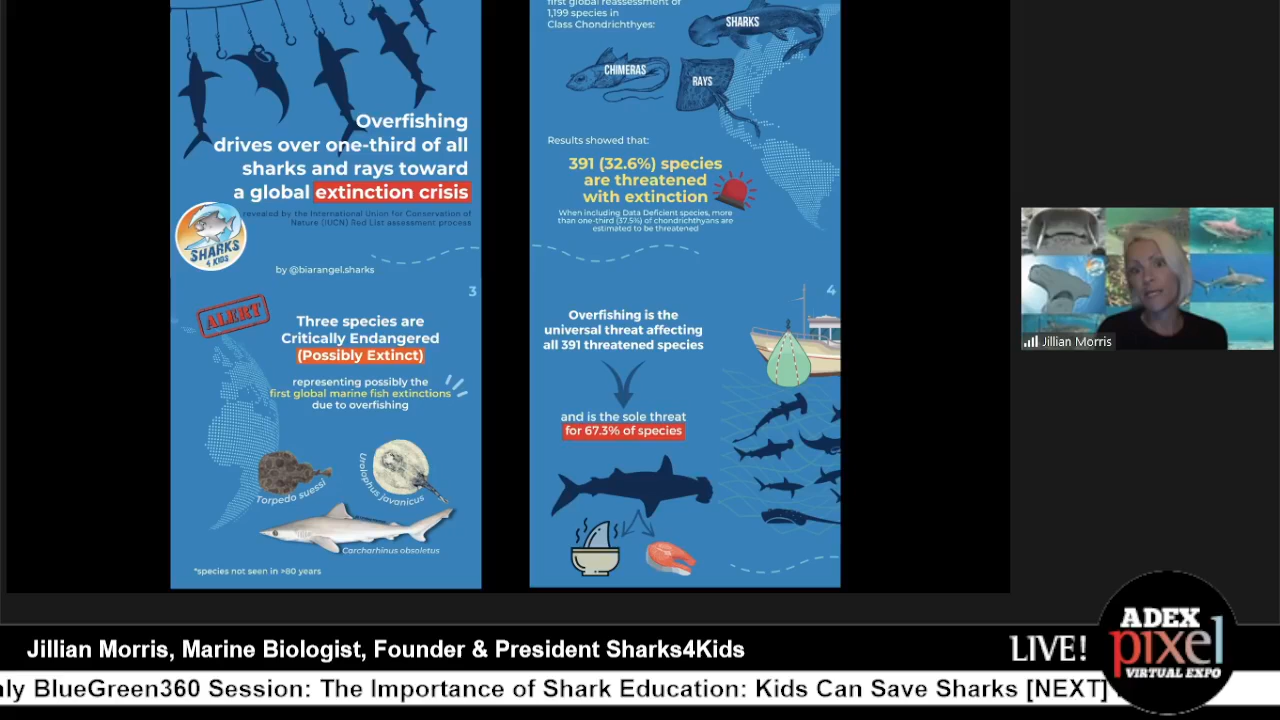 Overfishing
drives over one-third of all
sharks and rays toward
a global extinction crisis
revealed by the International Union for Conservation of
Nature (IUCN) Red List assessment process
SHARKS
4 KIDS
by @biarangel.sharks
3
ALERT
Three species are
Critically Endangered
(Possibly Extinct)
representing possibly the
first global marine fish extinctions
due to overfishing
Torpedo suessi
Urolophus javanicus
Carcharhinus obsoletus
*species not seen in >80 years
first global reassessment of
1,199 species in
Class Chondrichthyes:
SHARKS
CHIMERAS
RAYS
Results showed that:
391 (32.6%) species
are threatened
with extinction
When including Data Deficient species, more
than one-third (37.5%) of chondrichthyans are
estimated to be threatened
4
Overfishing is the
universal threat affecting
all 391 threatened species
and is the sole threat
for 67.3% of species
Jillian Morris
Jillian Morris, Marine Biologist, Founder & President Sharks4Kids
LIVE!
ADEX
pixel
VIRTUAL EXPO
BlueGreen360 Session: The Importance of Shark Education: Kids Can Save Sharks [NEXT]